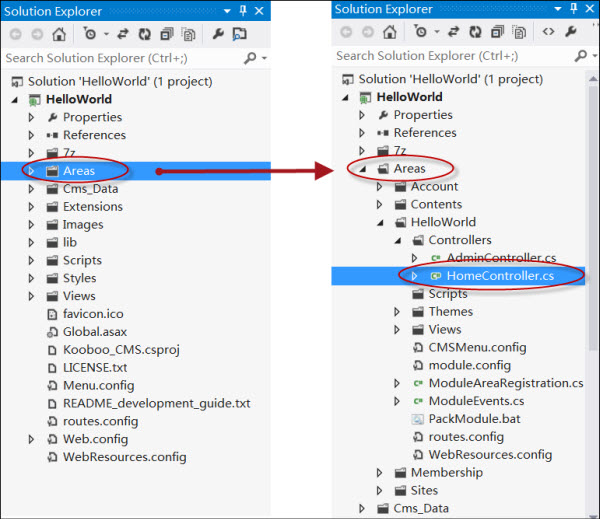 Solution Explorer
Search Solution Explorer (Ctrl+;)
Solution 'HelloWorld' (1 project)
HelloWorld
Properties
References
7z
Areas
Cms_Data
Extensions
Images
lib
Scripts
Styles
Views
favicon.ico
Global.asax
Kooboo_CMS.csproj
LICENSE.txt
Menu.config
README_development_guide.txt
routes.config
Web.config
WebResources.config
Solution Explorer
Search Solution Explorer (Ctrl+;)
Solution 'HelloWorld' (1 project)
HelloWorld
Properties
References
7z
Areas
Account
Contents
HelloWorld
Controllers
AdminController.cs
HomeController.cs
Scripts
Themes
Views
CMSMenu.config
module.config
ModuleAreaRegistration.cs
ModuleEvents.cs
PackModule.bat
routes.config
WebResources.config
Membership
Sites
Cms_Data